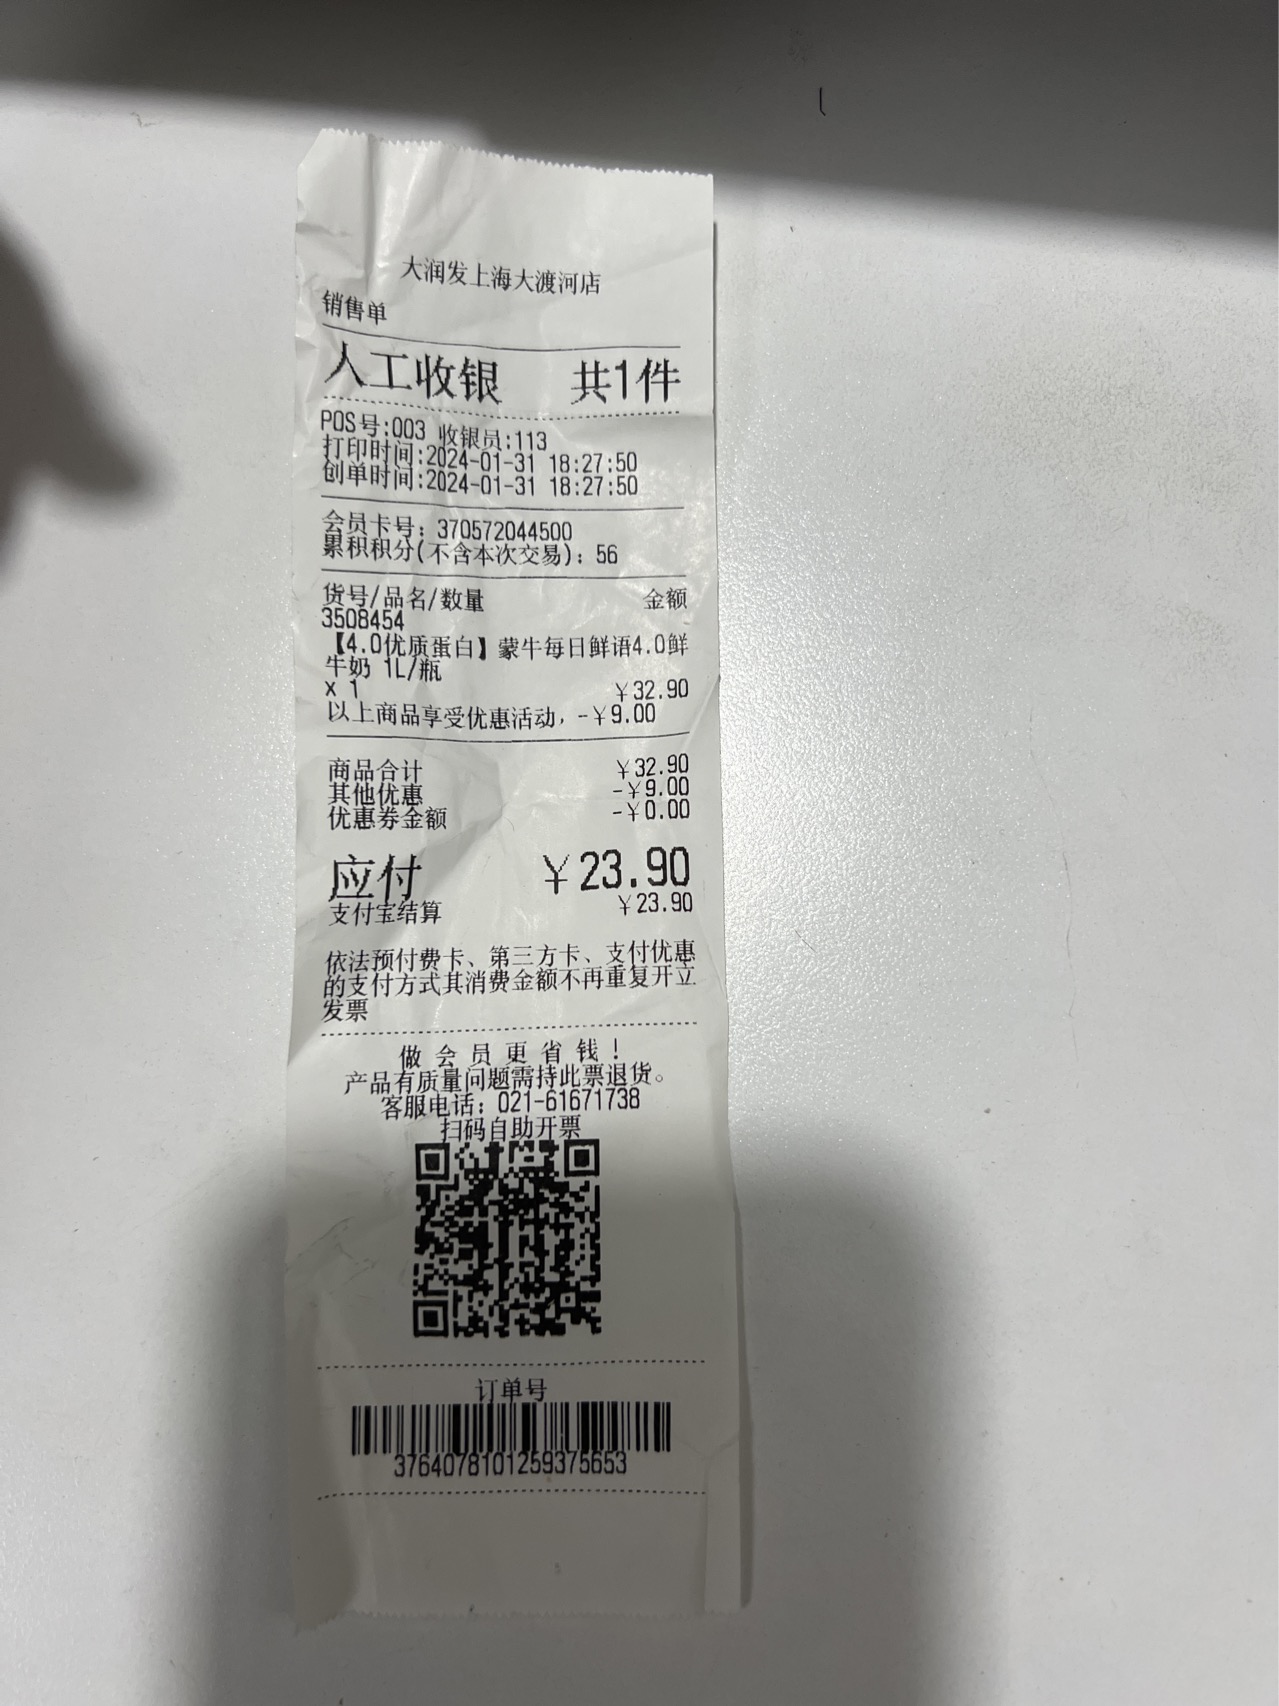 大润发上海大渡河店
销售单
人工收银 共1件
POS号:003 收银员:113
打印时间:2024-01-31 18:27:50
创单时间:2024-01-31 18:27:50
会员卡号：370572044500
累积积分(不含本次交易)：56
货号/品名/数量 金额
3508454
【4.0优质蛋白】蒙牛每日鲜语4.0鲜
牛奶 1L/瓶
x 1 ￥32.90
以上商品享受优惠活动，-￥9.00
商品合计 ￥32.90
其他优惠 -￥9.00
优惠券金额 -￥0.00
应付 ￥23.90
支付宝结算 ￥23.90
依法预付费卡、第三方卡、支付优惠
的支付方式其消费金额不再重复开立
发票
做会员更省钱！
产品有质量问题需持此票退货。
客服电话：021-61671738
扫码自助开票
订单号
3764078101259375653